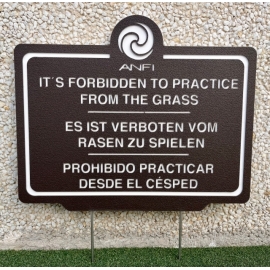 ANFI
IT´S FORBIDDEN TO PRACTICE
FROM THE GRASS
ES IST VERBOTEN VOM
RASEN ZU SPIELEN
PROHIBIDO PRACTICAR
DESDE EL CÉSPED